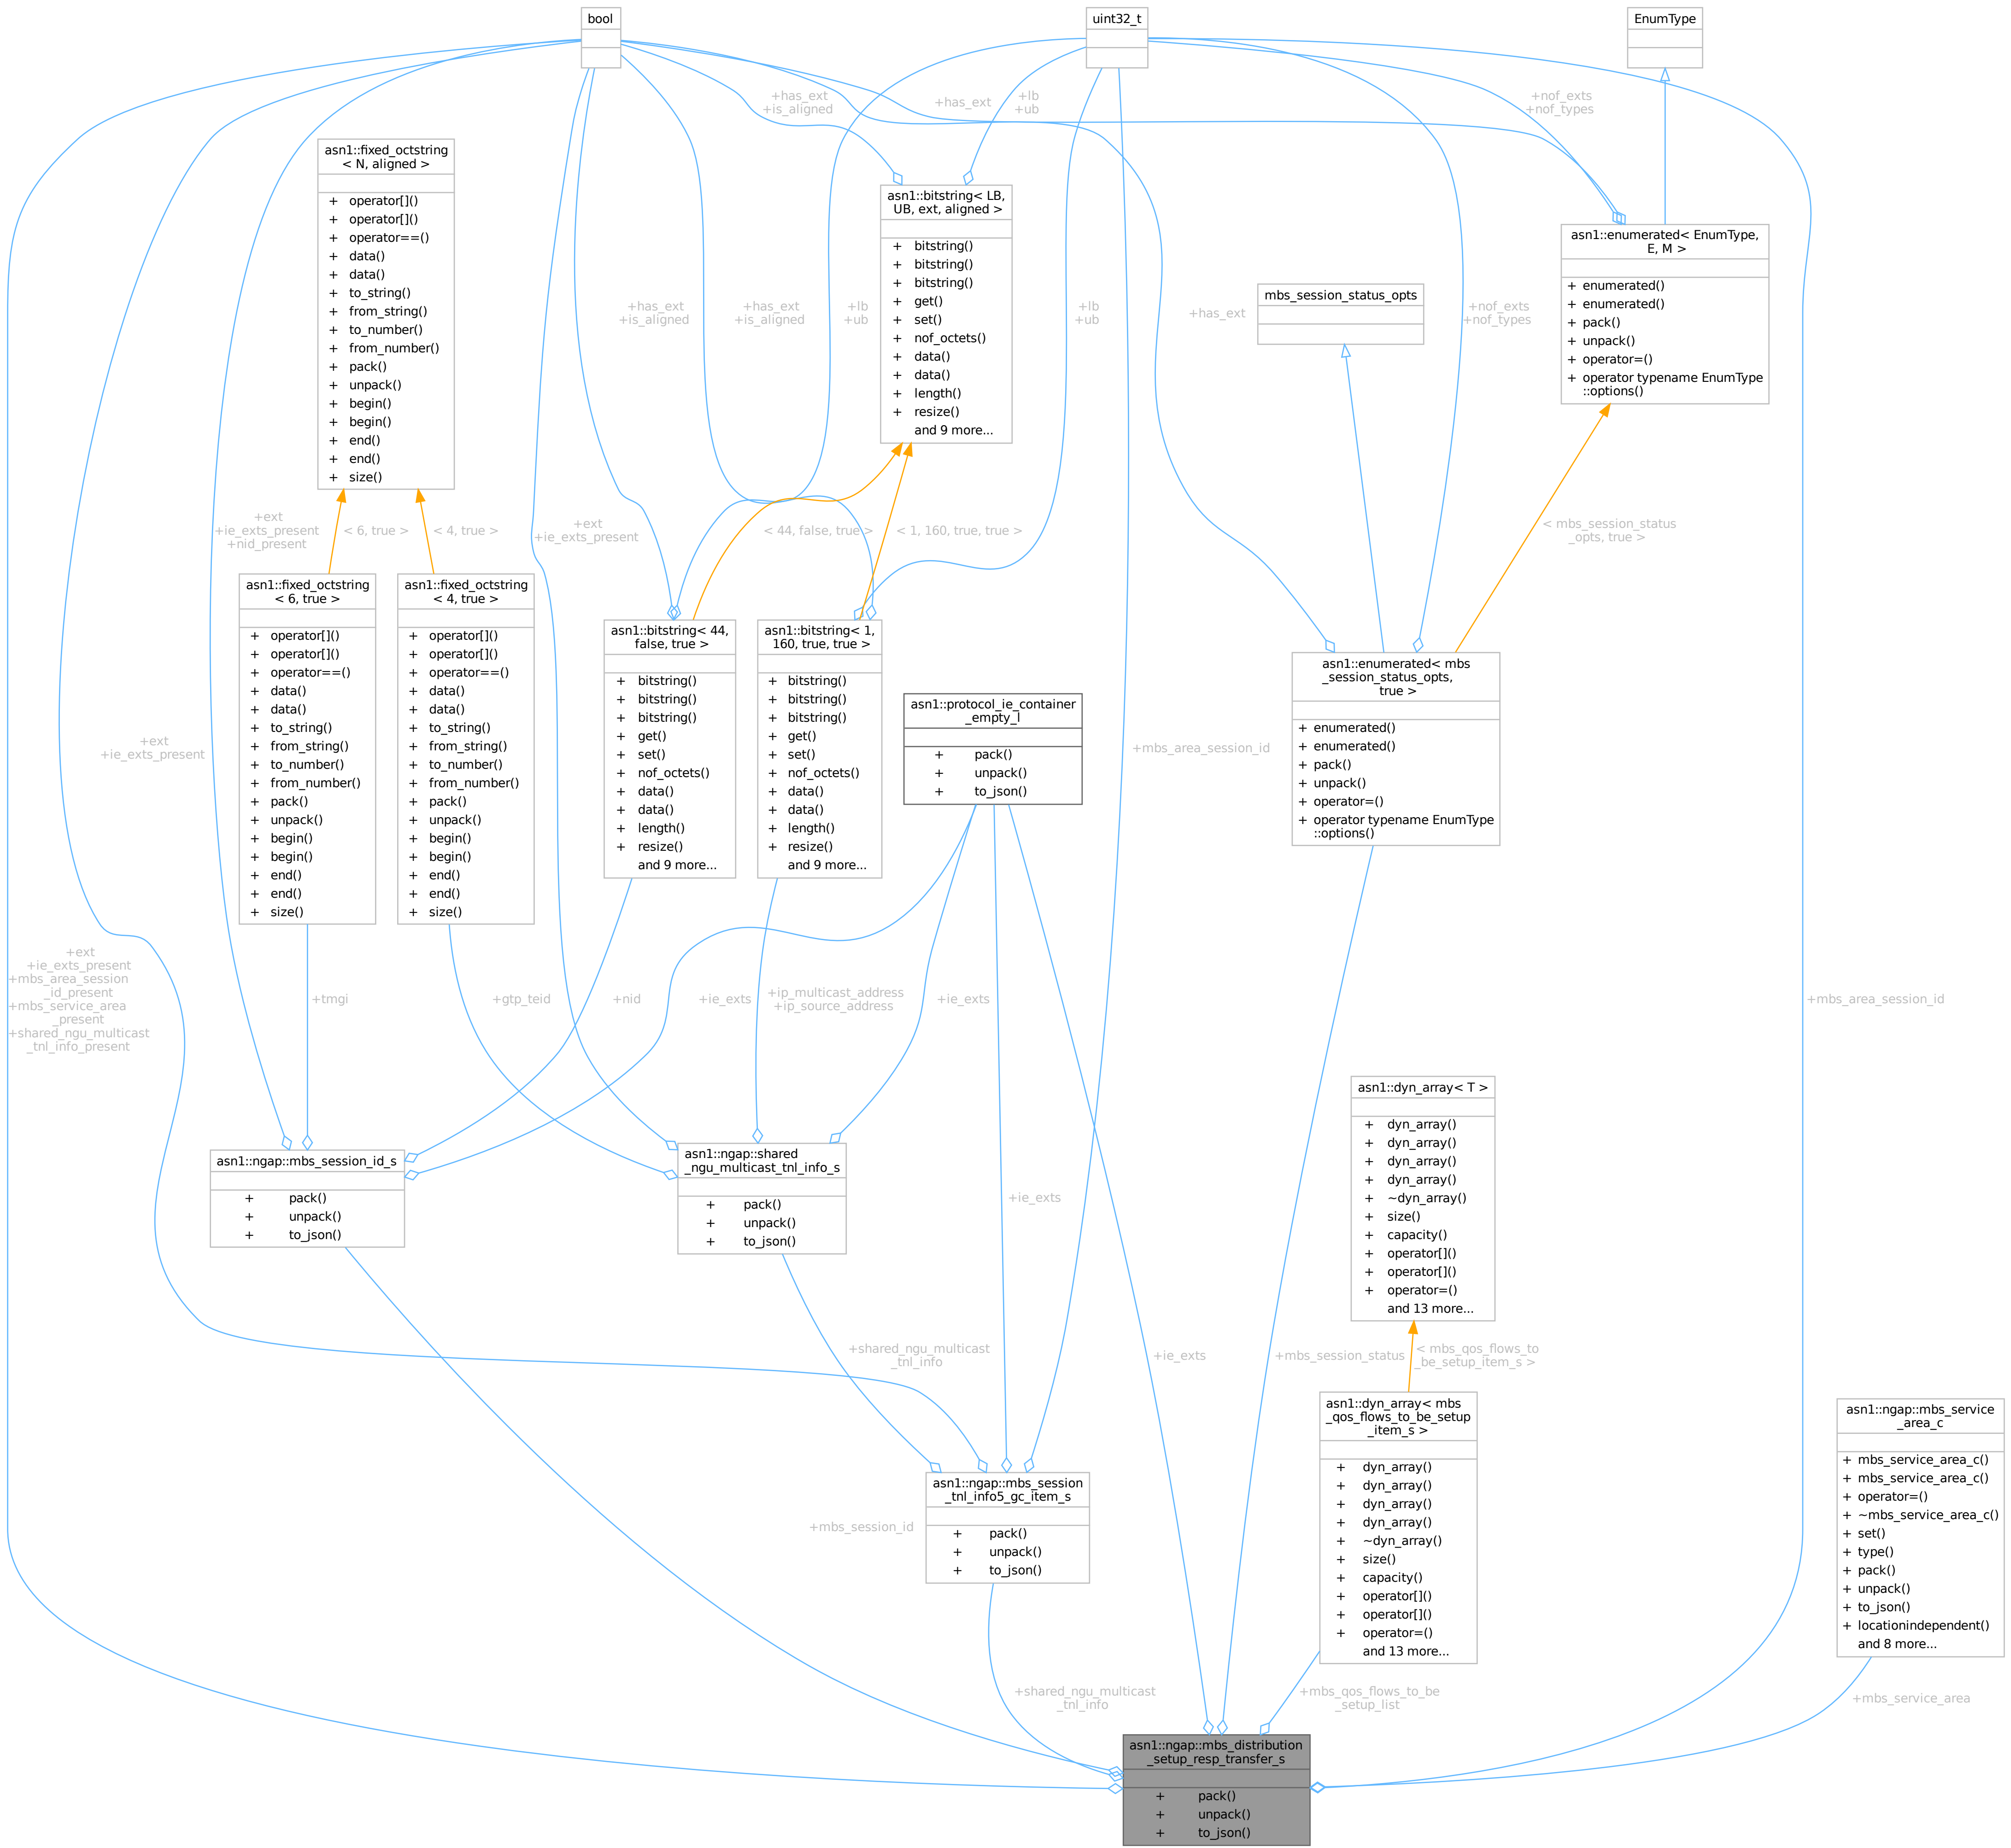 bool
uint32_t
EnumType
+has_ext
+is_aligned
+has_ext
+lb
+ub
+nof_exts
+nof_types
asn1::fixed_octstring
< N, aligned >
+ operator[]()
+ operator[]()
+ operator==()
+ data()
+ data()
+ to_string()
+ from_string()
+ to_number()
+ from_number()
+ pack()
+ unpack()
+ begin()
+ begin()
+ end()
+ end()
+ size()
asn1::bitstring< LB,
UB, ext, aligned >
+ bitstring()
+ bitstring()
+ bitstring()
+ get()
+ set()
+ nof_octets()
+ data()
+ data()
+ length()
+ resize()
and 9 more...
asn1::enumerated< EnumType,
E, M >
+ enumerated()
+ enumerated()
+ pack()
+ unpack()
+ operator=()
+ operator typename EnumType
::options()
mbs_session_status_opts
+has_ext
+is_aligned
+has_ext
+is_aligned
+lb
+ub
+lb
+ub
+has_ext
+nof_exts
+nof_types
+ext
+ie_exts_present
+nid_present
< 6, true >
< 4, true >
+ext
+ie_exts_present
< 44, false, true >
< 1, 160, true, true >
< mbs_session_status
_opts, true >
asn1::fixed_octstring
< 6, true >
+ operator[]()
+ operator[]()
+ operator==()
+ data()
+ data()
+ to_string()
+ from_string()
+ to_number()
+ from_number()
+ pack()
+ unpack()
+ begin()
+ begin()
+ end()
+ end()
+ size()
asn1::fixed_octstring
< 4, true >
+ operator[]()
+ operator[]()
+ operator==()
+ data()
+ data()
+ to_string()
+ from_string()
+ to_number()
+ from_number()
+ pack()
+ unpack()
+ begin()
+ begin()
+ end()
+ end()
+ size()
asn1::bitstring< 44,
false, true >
+ bitstring()
+ bitstring()
+ bitstring()
+ get()
+ set()
+ nof_octets()
+ data()
+ data()
+ length()
+ resize()
and 9 more...
asn1::bitstring< 1,
160, true, true >
+ bitstring()
+ bitstring()
+ bitstring()
+ get()
+ set()
+ nof_octets()
+ data()
+ data()
+ length()
+ resize()
and 9 more...
asn1::protocol_ie_container
_empty_l
+ pack()
+ unpack()
+ to_json()
asn1::enumerated< mbs
_session_status_opts,
true >
+ enumerated()
+ enumerated()
+ pack()
+ unpack()
+ operator=()
+ operator typename EnumType
::options()
+ext
+ie_exts_present
+mbs_area_session_id
+ext
+ie_exts_present
+mbs_area_session
_id_present
+mbs_service_area
_present
+shared_ngu_multicast
_tnl_info_present
+tmgi
+gtp_teid
+nid
+ie_exts
+ip_multicast_address
+ip_source_address
+ie_exts
+mbs_area_session_id
asn1::dyn_array< T >
+ dyn_array()
+ dyn_array()
+ dyn_array()
+ dyn_array()
+ ~dyn_array()
+ size()
+ capacity()
+ operator[]()
+ operator[]()
+ operator=()
and 13 more...
asn1::ngap::mbs_session_id_s
+ pack()
+ unpack()
+ to_json()
asn1::ngap::shared
_ngu_multicast_tnl_info_s
+ pack()
+ unpack()
+ to_json()
+ie_exts
+shared_ngu_multicast
_tnl_info
+ie_exts
+mbs_session_status
< mbs_qos_flows_to
_be_setup_item_s >
asn1::dyn_array< mbs
_qos_flows_to_be_setup
_item_s >
+ dyn_array()
+ dyn_array()
+ dyn_array()
+ dyn_array()
+ ~dyn_array()
+ size()
+ capacity()
+ operator[]()
+ operator[]()
+ operator=()
and 13 more...
asn1::ngap::mbs_service
_area_c
+ mbs_service_area_c()
+ mbs_service_area_c()
+ operator=()
+ ~mbs_service_area_c()
+ set()
+ type()
+ pack()
+ unpack()
+ to_json()
+ locationindependent()
and 8 more...
asn1::ngap::mbs_session
_tnl_info5_gc_item_s
+ pack()
+ unpack()
+ to_json()
+mbs_session_id
+shared_ngu_multicast
_tnl_info
+mbs_qos_flows_to_be
_setup_list
+mbs_service_area
asn1::ngap::mbs_distribution
_setup_resp_transfer_s
+ pack()
+ unpack()
+ to_json()